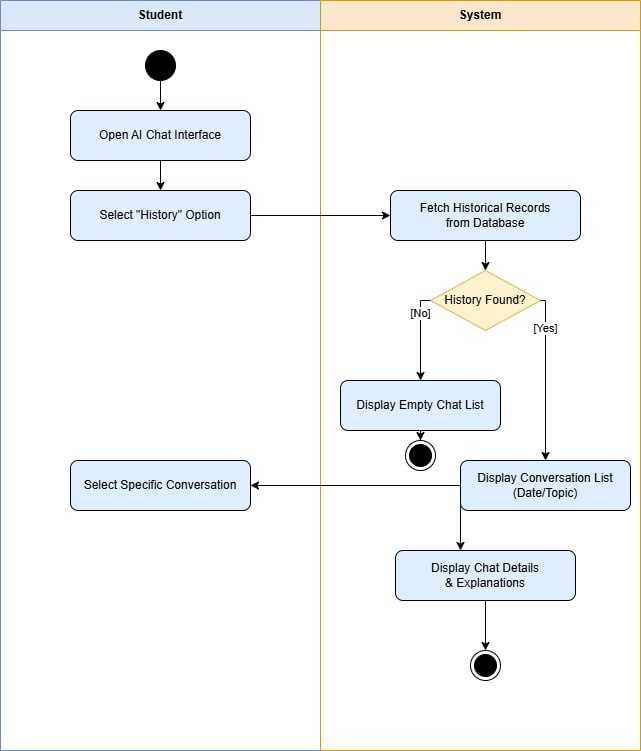 Student
System
Open AI Chat Interface
Select "History" Option
Fetch Historical Records
from Database
History Found?
[No]
[Yes]
Display Empty Chat List
Select Specific Conversation
Display Conversation List
(Date/Topic)
Display Chat Details
& Explanations